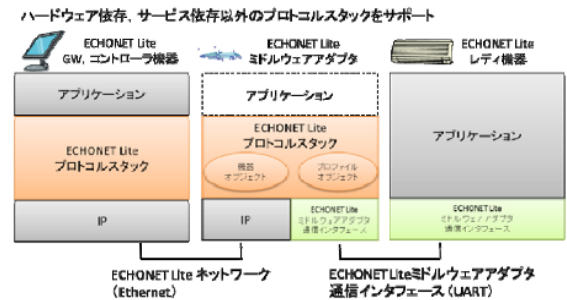 ハードウェア依存, サービス依存以外のプロトコルスタックをサポート
ECHONET Lite
GW, コントローラ機器
ECHONET Lite
ミドルウェアアダプタ
ECHONET Lite
レディ機器
アプリケーション
アプリケーション
アプリケーション
ECHONET Lite
プロトコルスタック
ECHONET Lite
プロトコルスタック
機器
オブジェクト
プロファイル
オブジェクト
IP
IP
ECHONET Lite
ミドルウェアアダプタ
通信インタフェース
ECHONET Lite
ミドルウェアアダプタ
通信インタフェース
ECHONET Lite ネットワーク
(Ethernet)
ECHONET Liteミドルウェアアダプタ
通信インタフェース (UART)